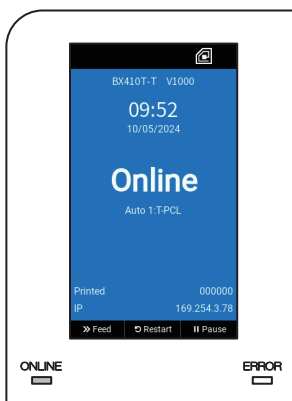 BX410T-T V1000
09:52
10/05/2024
Online
Auto 1:T-PCL
Printed 000000
IP 169.254.3.78
Feed Restart Pause
ONLINE ERROR